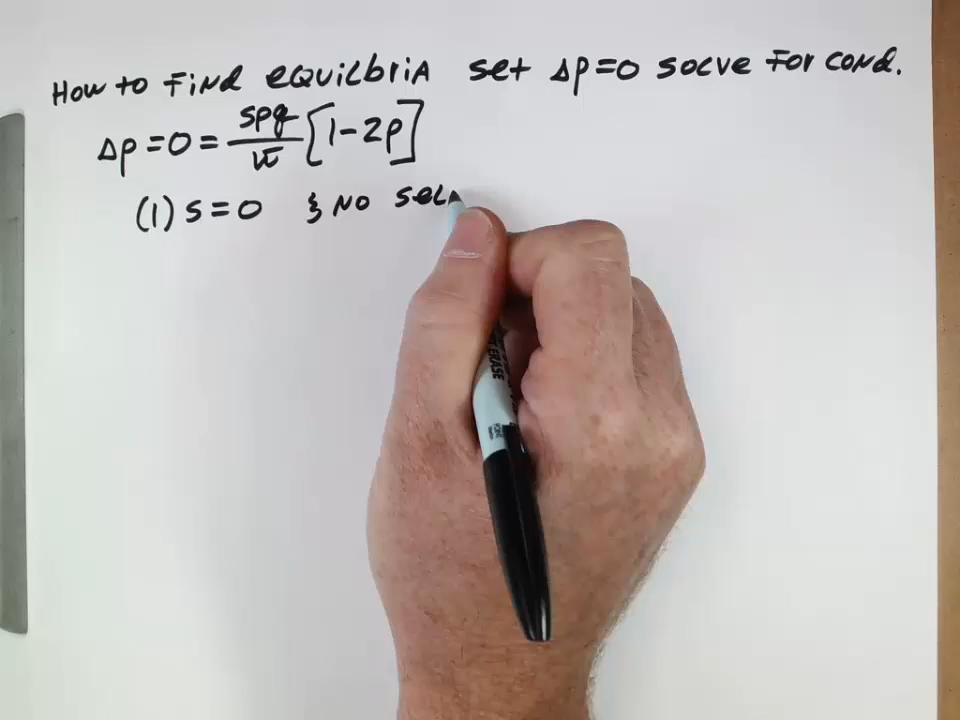 How to Find equilbria set Δp=0 solve for cond.
Δp=0= spq/w̄ [1-2p]
(1) s=0 } No sel
ERASE